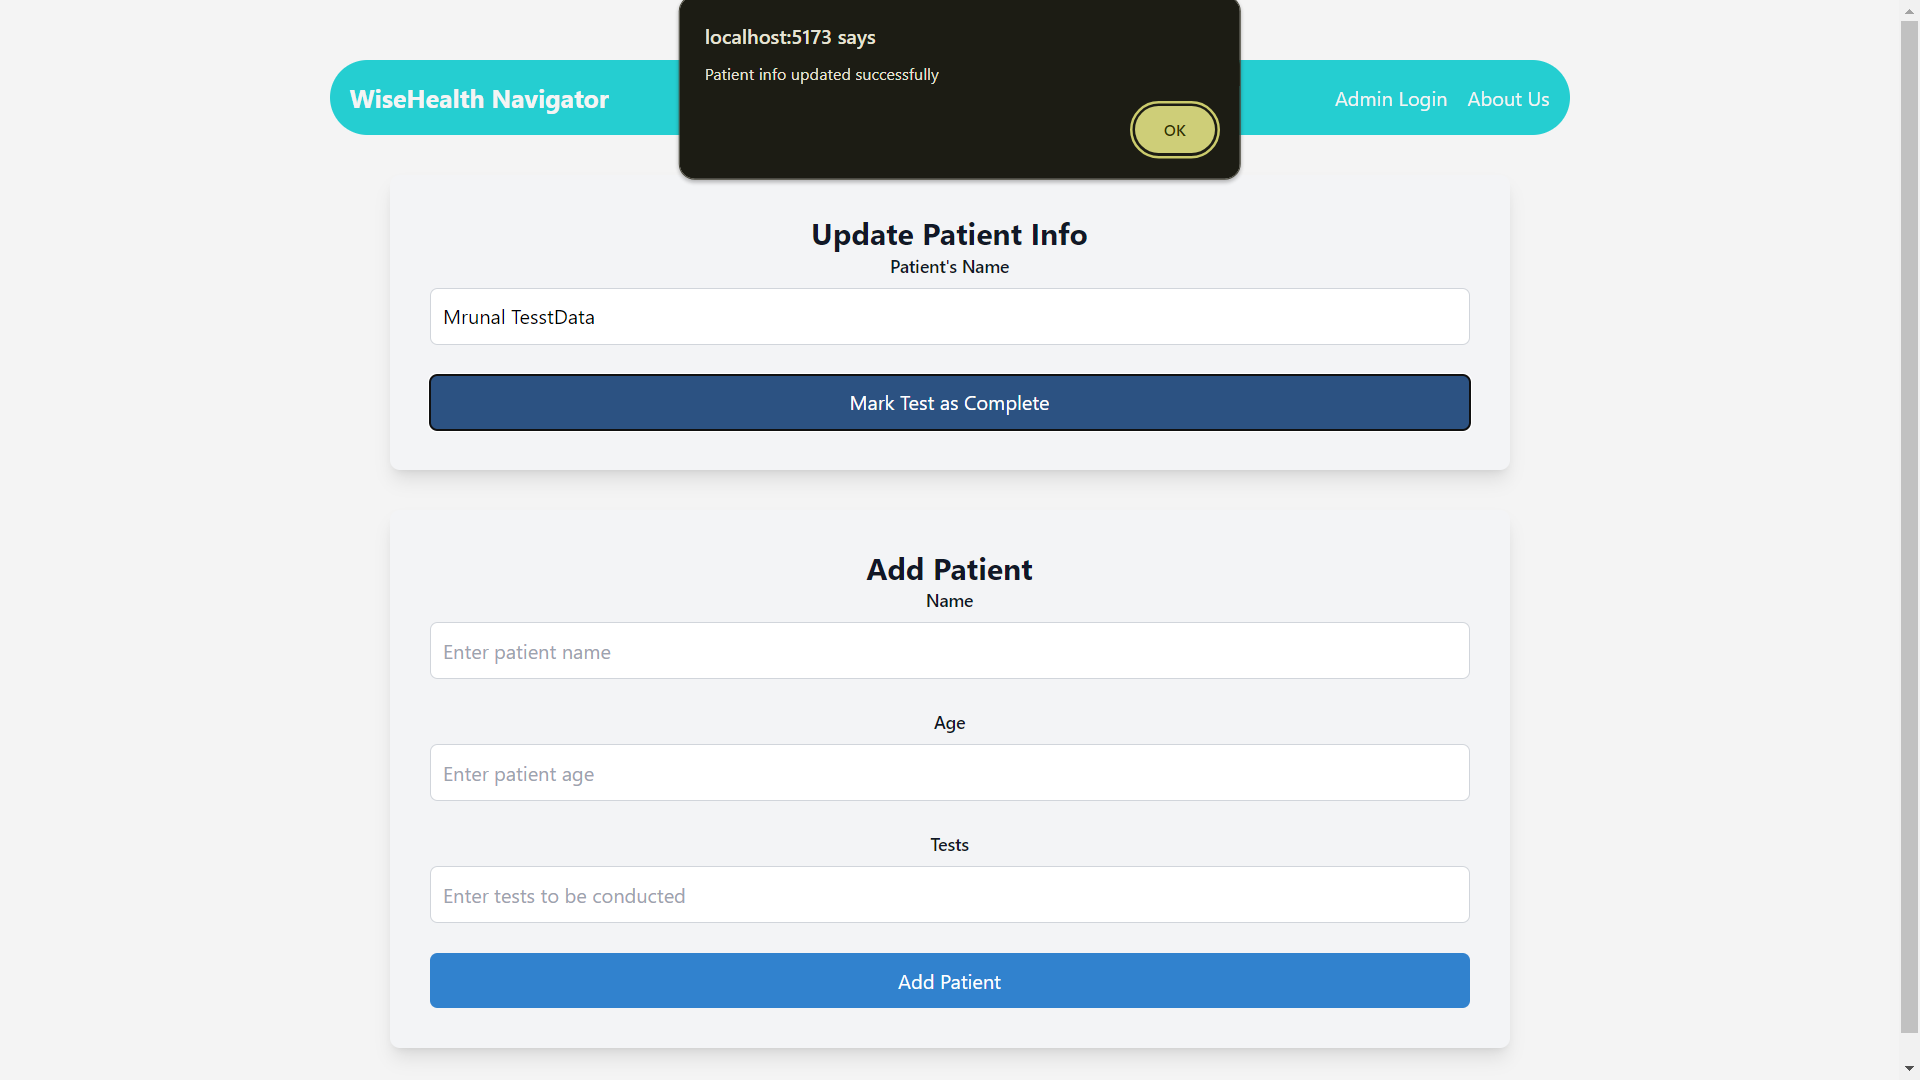 localhost:5173 says
Patient info updated successfully
OK
WiseHealth Navigator
Admin Login
About Us
Update Patient Info
Patient's Name
Mrunal TesstData
Mark Test as Complete
Add Patient
Name
Enter patient name
Age
Enter patient age
Tests
Enter tests to be conducted
Add Patient